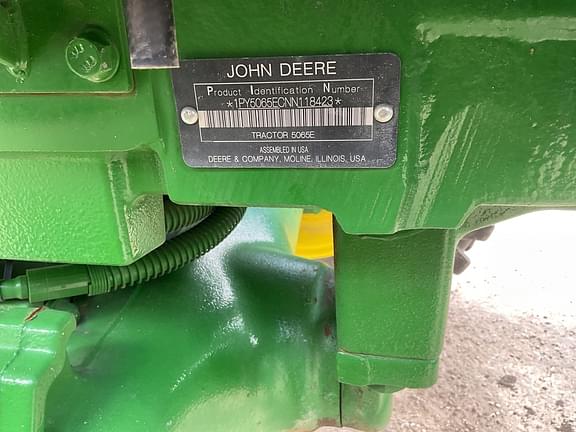 JOHN DEERE
Product Identification Number
*1PY5065ECNN118423*
TRACTOR 5065E
ASSEMBLED IN USA
DEERE & COMPANY, MOLINE, ILLINOIS, USA